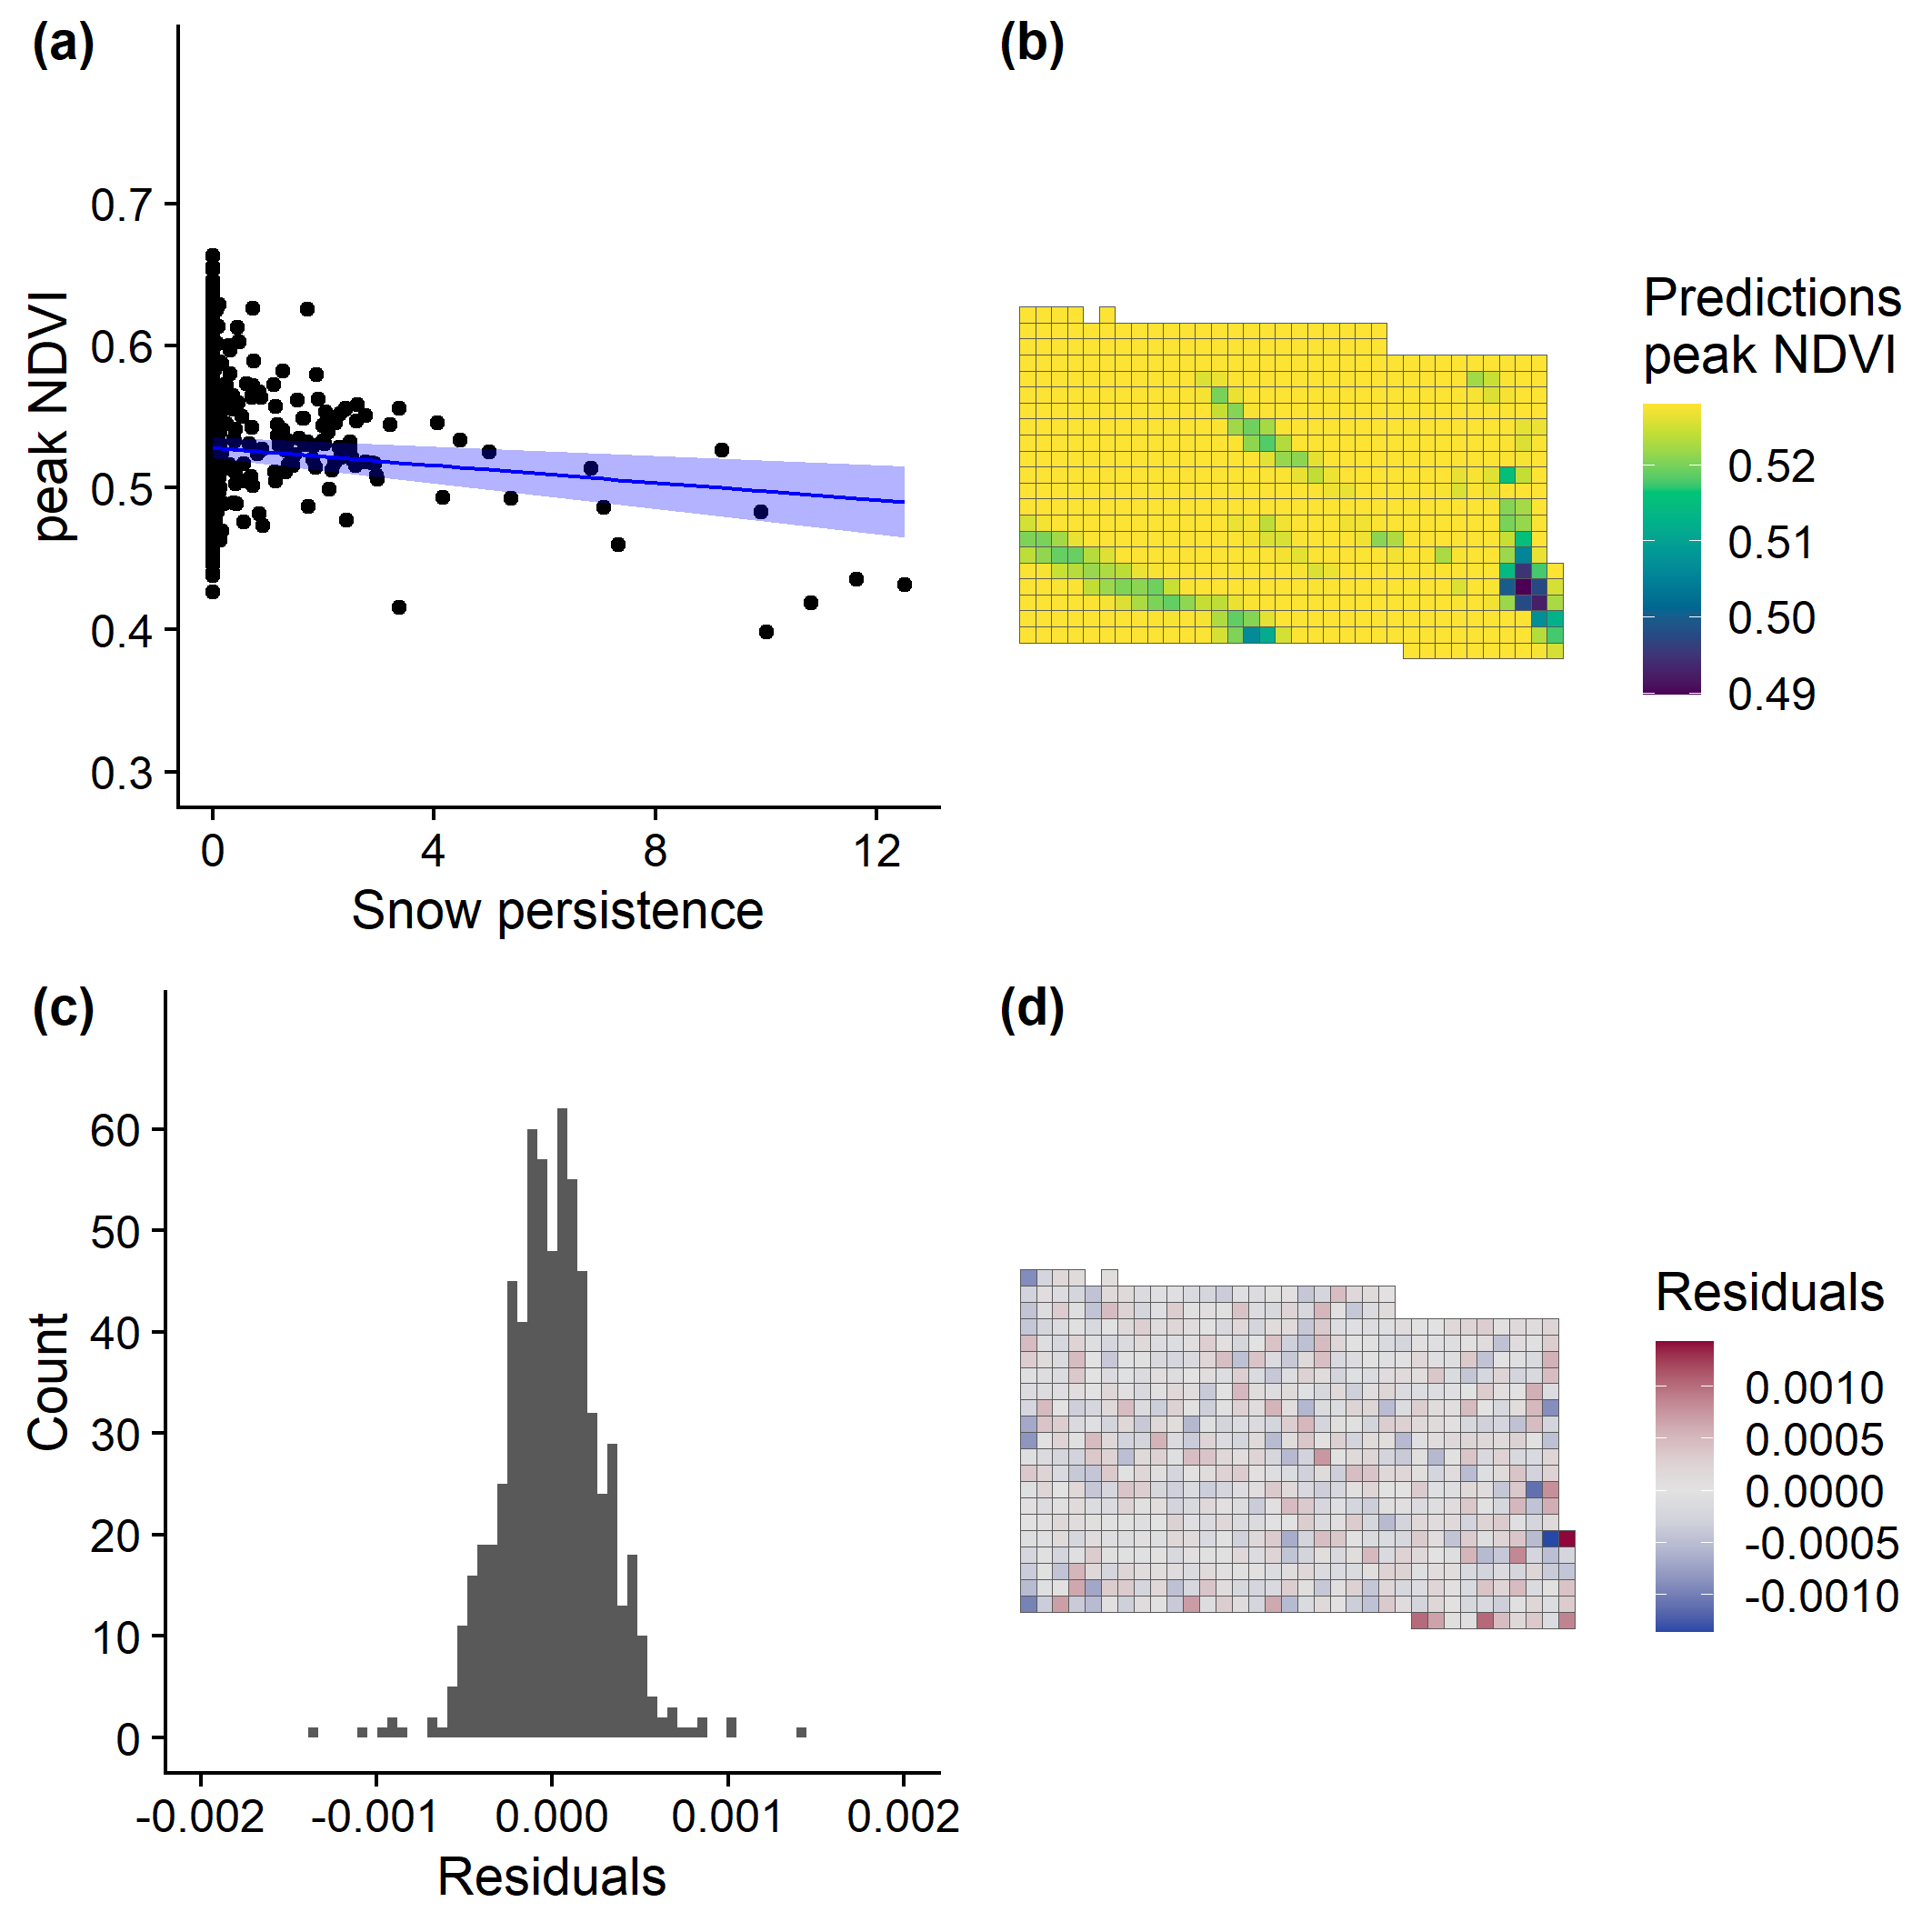 (a)
peak NDVI
0.7
0.6
0.5
0.4
0.3
0 4 8 12
Snow persistence
(b)
Predictions
peak NDVI
0.52
0.51
0.50
0.49
(c)
Count
60
50
40
30
20
10
0
-0.002 -0.001 0.000 0.001 0.002
Residuals
(d)
Residuals
0.0010
0.0005
0.0000
-0.0005
-0.0010